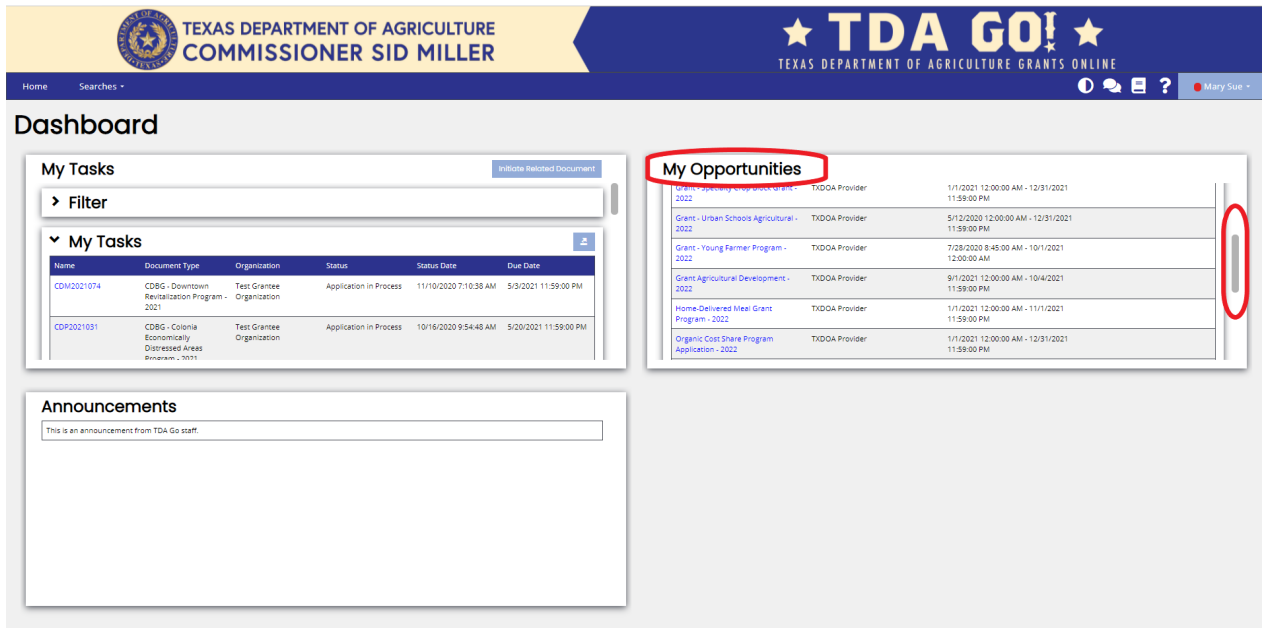 TEXAS DEPARTMENT OF AGRICULTURE
COMMISSIONER SID MILLER
TDA GO!
TEXAS DEPARTMENT OF AGRICULTURE GRANTS ONLINE
Home Searches
? Mary Sue
Dashboard
My Tasks Initiate Related Document
Filter
My Tasks
Name Document Type Organization Status Status Date Due Date
CDM2021074 CDBG - Downtown Test Grantee Application in Process 11/10/2020 7:10:38 AM 5/3/2021 11:59:00 PM
Revitalization Program - Organization
2021
CDP2021031 CDBG - Colonia Test Grantee Application in Process 10/16/2020 9:54:48 AM 5/20/2021 11:59:00 PM
Economically Organization
Distressed Areas
Program - 2021
My Opportunities
Grant - Specialty Crop Block Grant - TXDOA Provider 1/1/2021 12:00:00 AM - 12/31/2021
2022 11:59:00 PM
Grant - Urban Schools Agricultural - TXDOA Provider 5/12/2020 12:00:00 AM - 12/31/2021
2022 11:59:00 PM
Grant - Young Farmer Program - TXDOA Provider 7/28/2020 8:45:00 AM - 10/1/2021
2022 12:00:00 AM
Grant Agricultural Development - TXDOA Provider 9/1/2021 12:00:00 AM - 10/4/2021
2022 11:59:00 PM
Home-Delivered Meal Grant TXDOA Provider 1/1/2021 12:00:00 AM - 11/1/2021
Program - 2022 11:59:00 PM
Organic Cost Share Program TXDOA Provider 1/1/2021 12:00:00 AM - 12/31/2021
Application - 2022 11:59:00 PM
Announcements
This is an announcement from TDA Go staff.